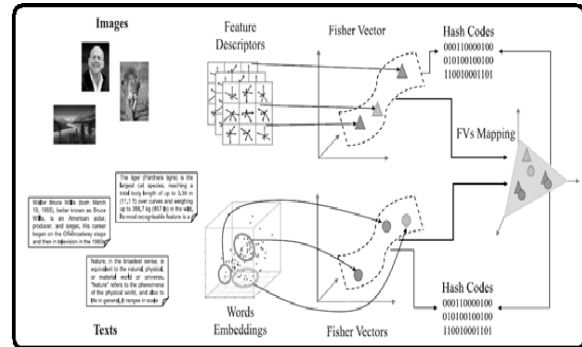 Images
Feature
Descriptors
Fisher Vector
Hash Codes
000110000100
010100100100
110010001101
FVs Mapping
The tiger (Panthera tigris) is the
largest cat species, reaching a
total body length of up to 3,38 m
(11,1 ft) over curves and weighing
up to 388,7 kg (857 lb) in the wild,
Its most recognisable feature is a
Walter Bruce Willis (born March
19, 1955), better known as Bruce
Willis, is an American actor,
producer, and singer, His career
began on the Off-Broadway stage
and then in television in the 1980s
Nature, in the broadest sense, is
equivalent to the natural, physical,
or material world or universe,
"Nature" refers to the phenomena
of the physical world, and also to
life in general, It ranges in scale
Texts
Words
Embeddings
Fisher Vectors
Hash Codes
000110000100
010100100100
110010001101